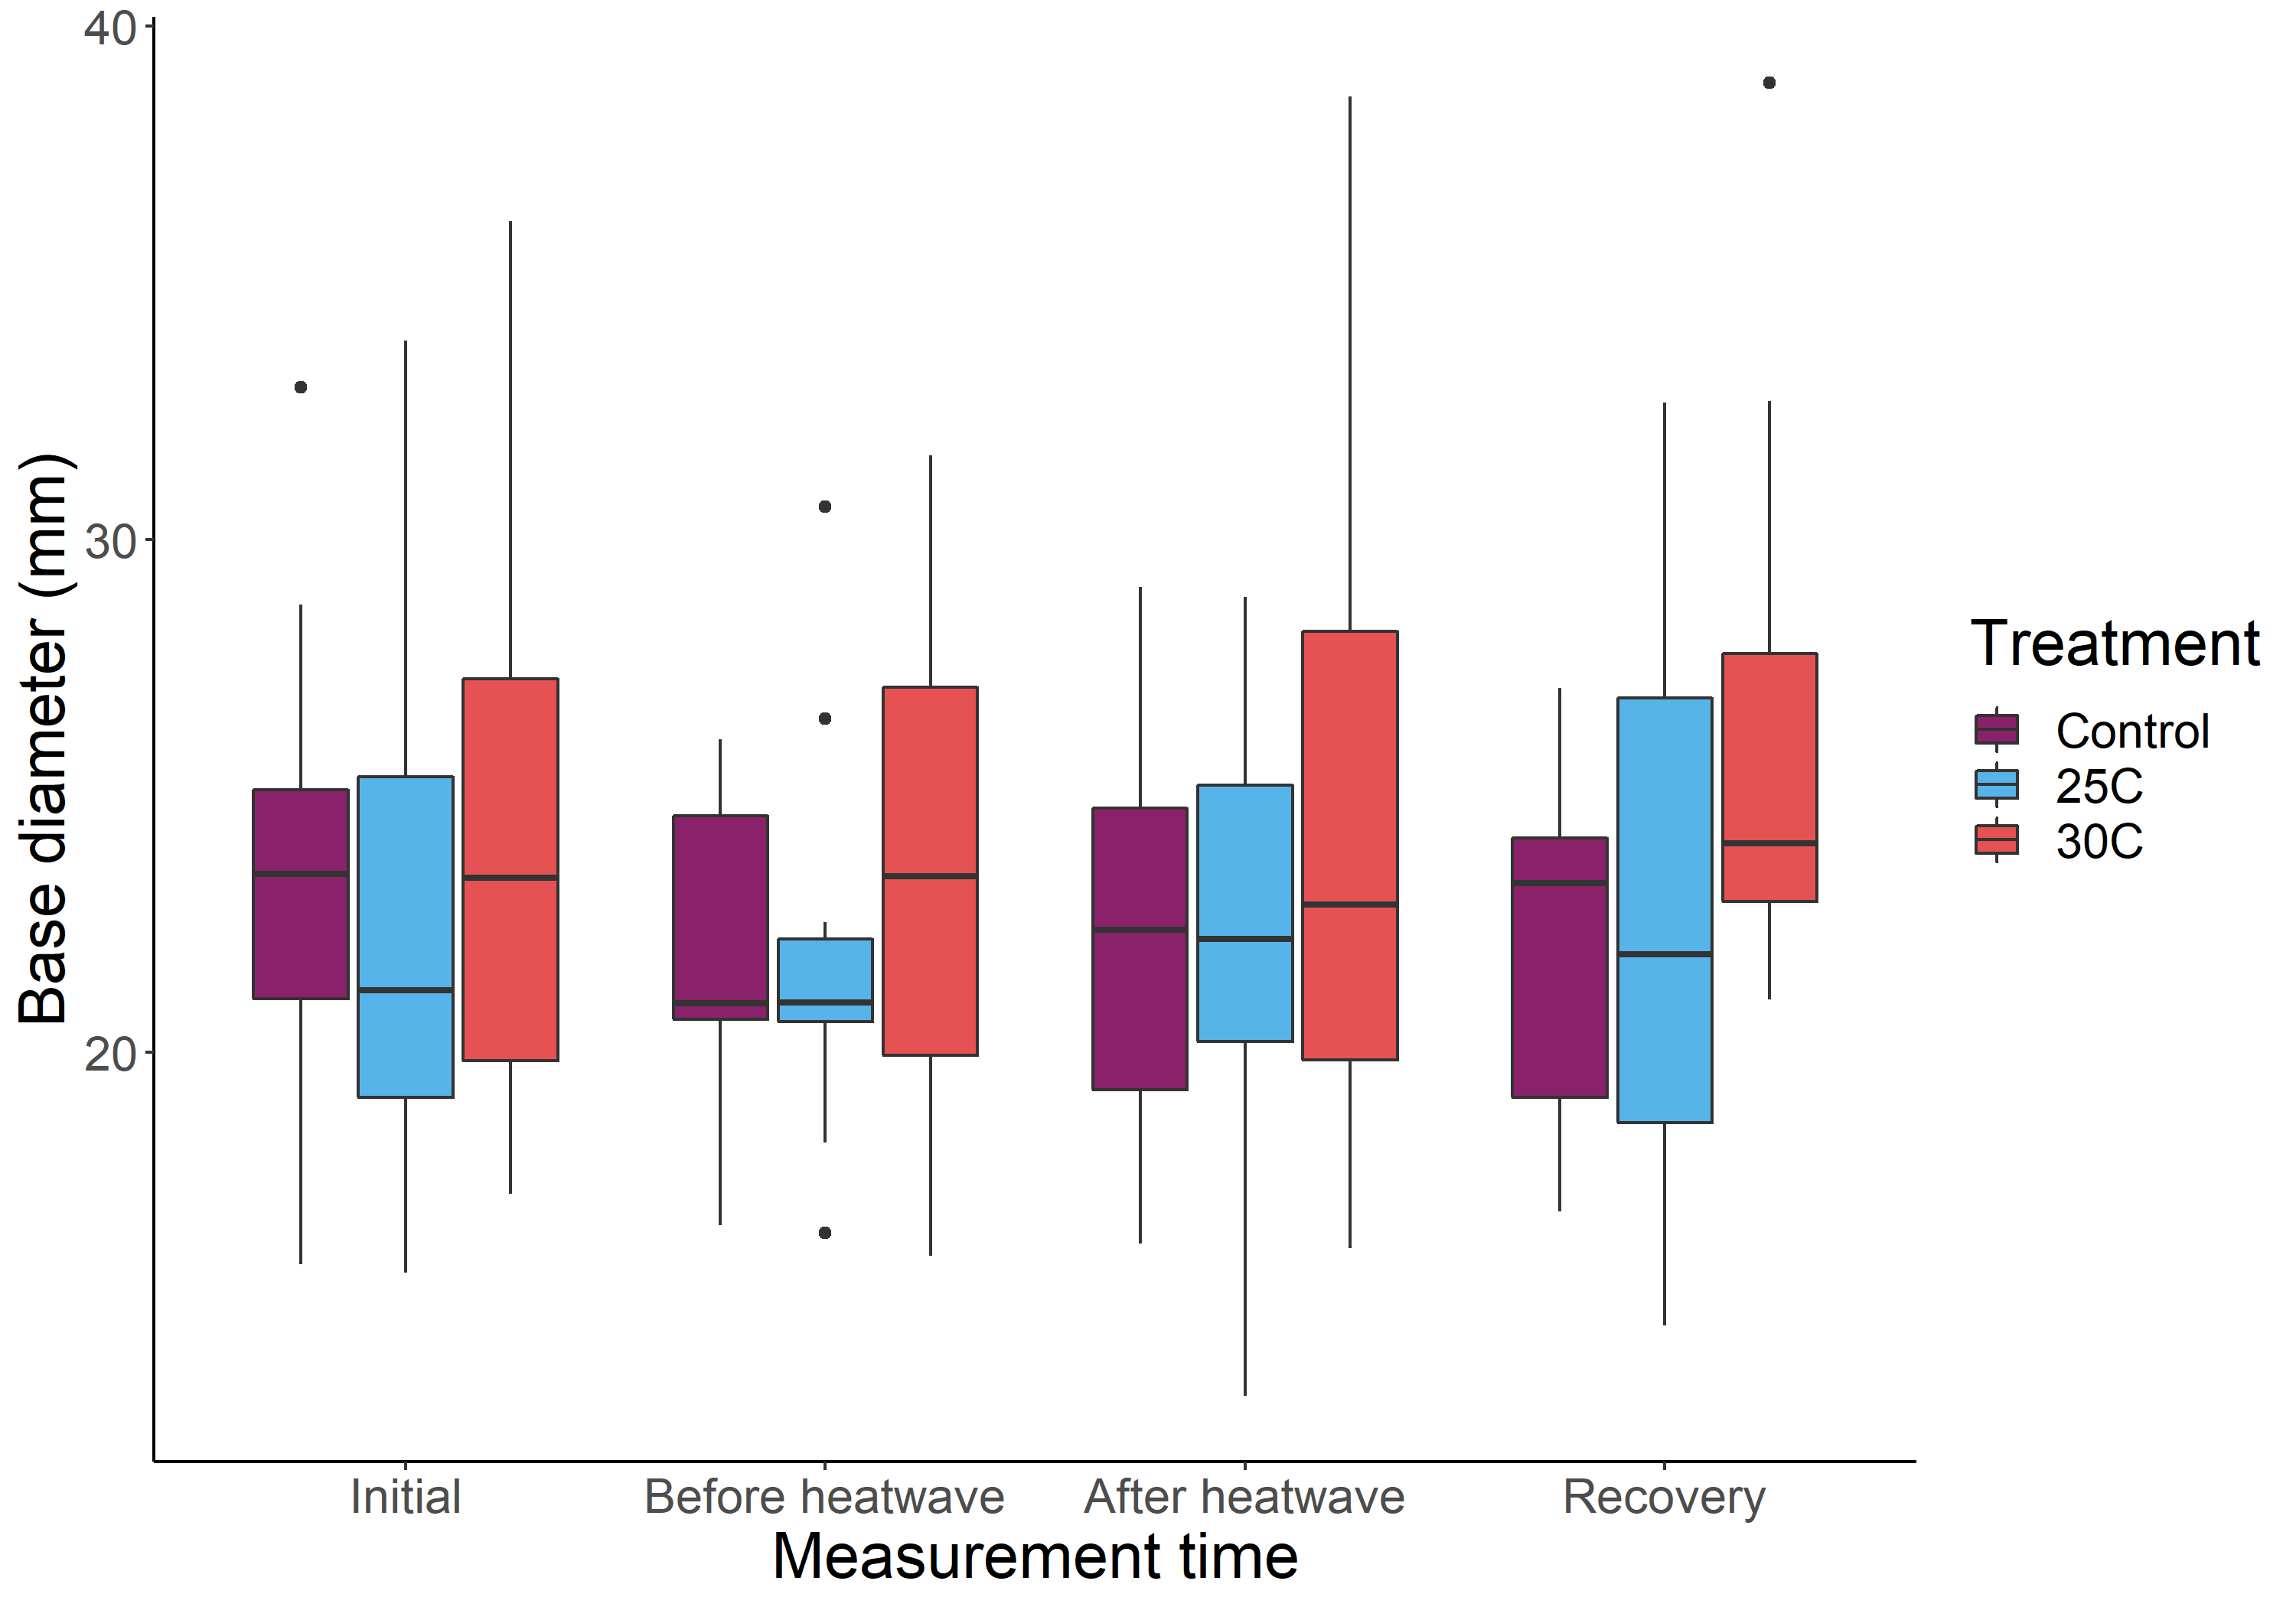 Base diameter (mm)
40
30
20
Initial
Before heatwave
After heatwave
Recovery
Measurement time
Treatment
Control
25C
30C